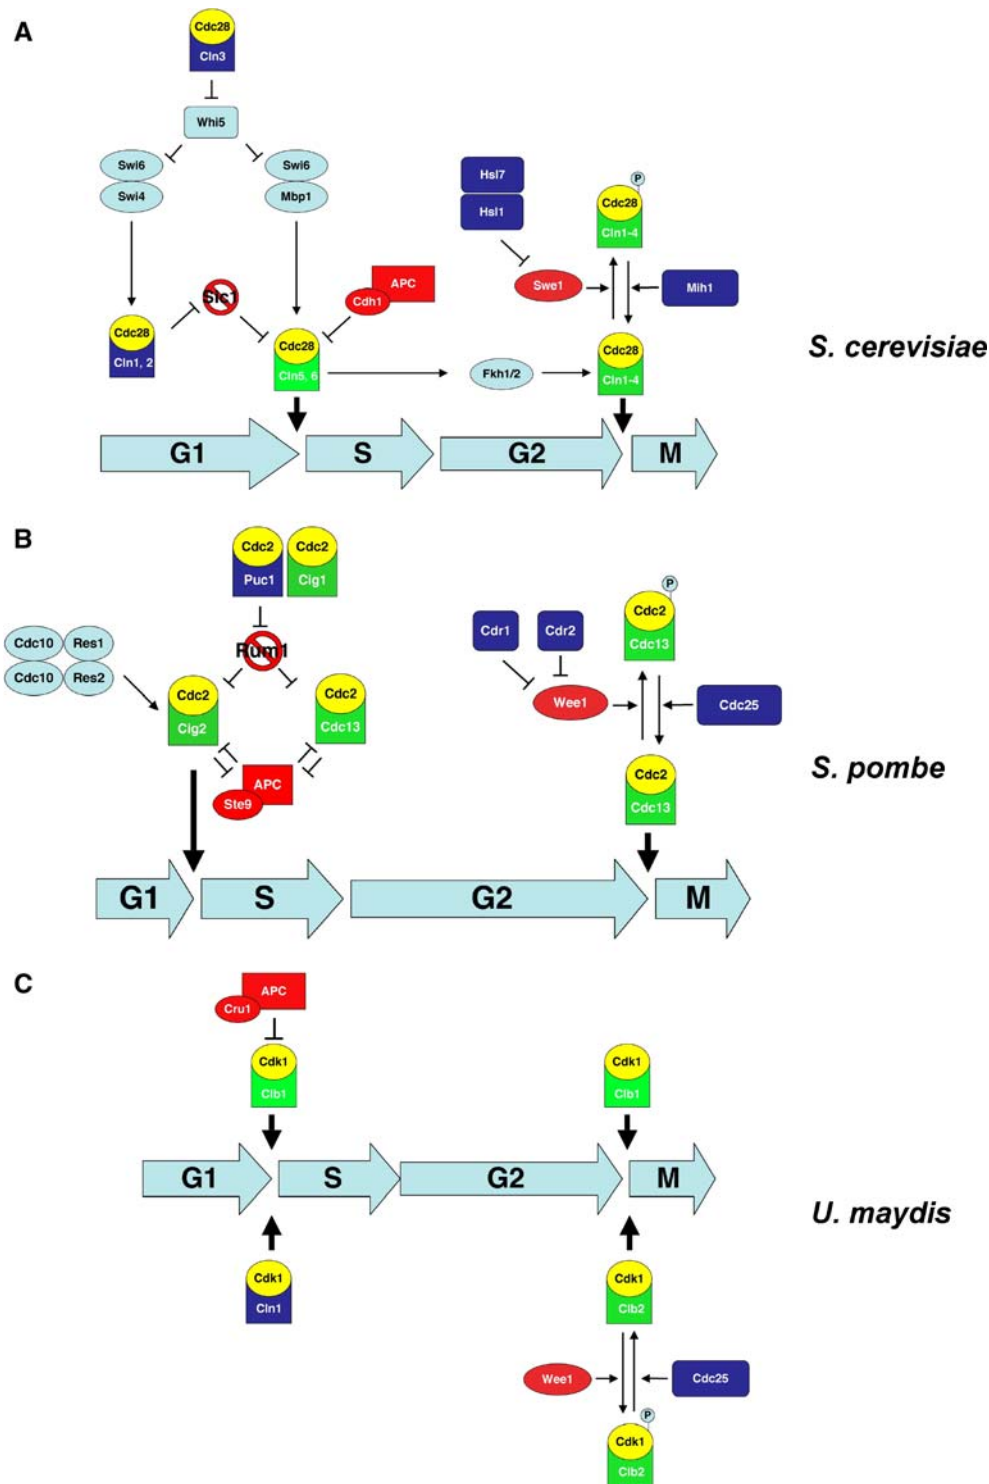 A
Cdc28
Cln3
Whi5
Swi6
Swi4
Swi6
Mbp1
Hsl7
Hsl1
P
Cdc28
Cln1-4
Swe1
Mih1
Slc1
APC
Cdh1
Cdc28
Cln1, 2
Cdc28
Cln5, 6
Fkh1/2
Cdc28
Cln1-4
S. cerevisiae
G1
S
G2
M
B
Cdc2
Puc1
Cdc2
Cig1
Rum1
Cdc10
Res1
Cdc10
Res2
Cdc2
Cig2
Cdc2
Cdc13
APC
Ste9
Cdr1
Cdr2
P
Cdc2
Cdc13
Wee1
Cdc25
Cdc2
Cdc13
S. pombe
G1
S
G2
M
C
APC
Cru1
Cdk1
Clb1
Cdk1
Clb1
G1
S
G2
M
U. maydis
Cdk1
Cln1
Cdk1
Clb2
Wee1
Cdc25
P
Cdk1
Clb2